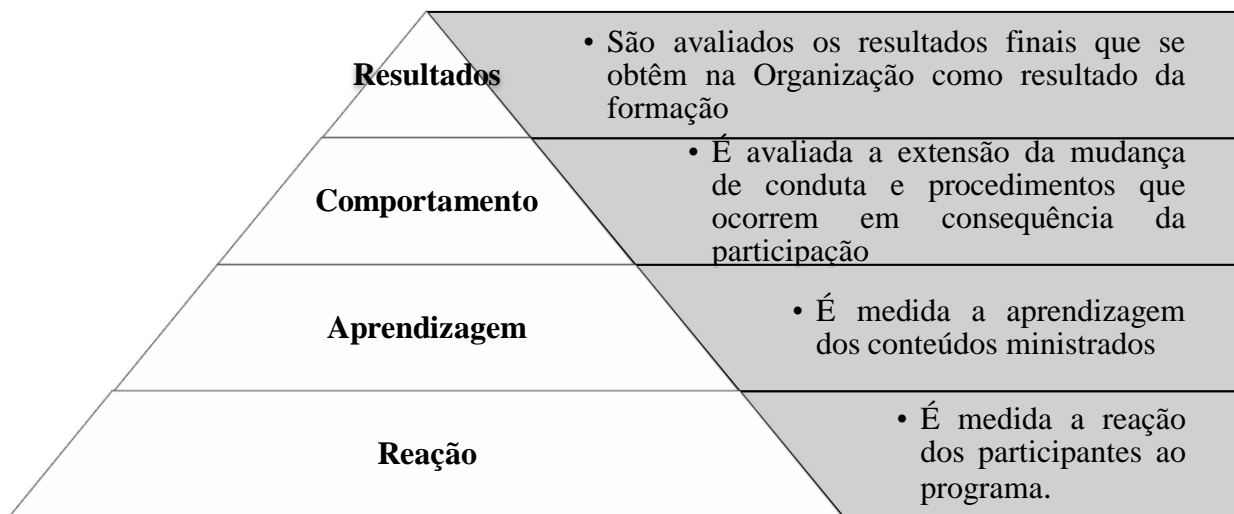 Resultados
• São avaliados os resultados finais que se
obtêm na Organização como resultado da
formação
Comportamento
• É avaliada a extensão da mudança
de conduta e procedimentos que
ocorrem em consequência da
participação
Aprendizagem
• É medida a aprendizagem
dos conteúdos ministrados
Reação
• É medida a reação
dos participantes ao
programa.